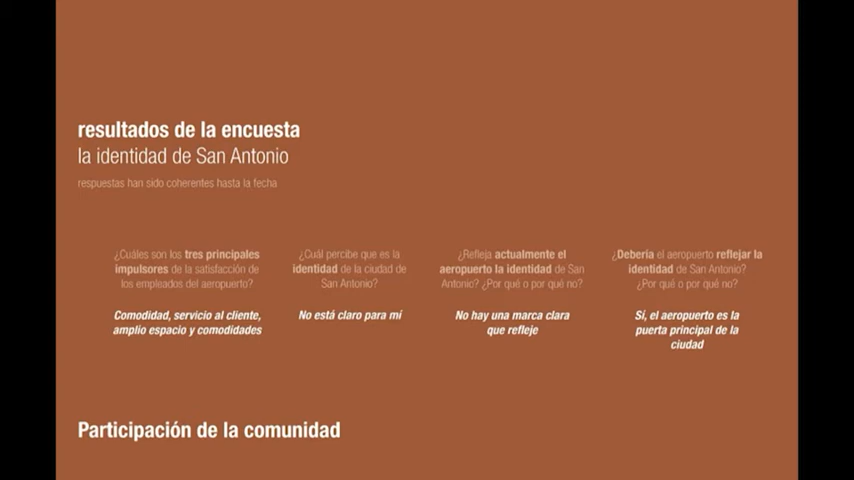 resultados de la encuesta
la identidad de San Antonio
respuestas han sido coherentes hasta la fecha
¿Cuáles son los tres principales
impulsores de la satisfacción de
los empleados del aeropuerto?
Comodidad, servicio al cliente,
amplio espacio y comodidades
¿Cuál percibe que es la
identidad de la ciudad de
San Antonio?
No está claro para mí
¿Refleja actualmente el
aeropuerto la identidad de San
Antonio? ¿Por qué o por qué no?
No hay una marca clara
que refleje
¿Debería el aeropuerto reflejar la
identidad de San Antonio?
¿Por qué o por qué no?
Sí, el aeropuerto es la
puerta principal de la
ciudad
Participación de la comunidad